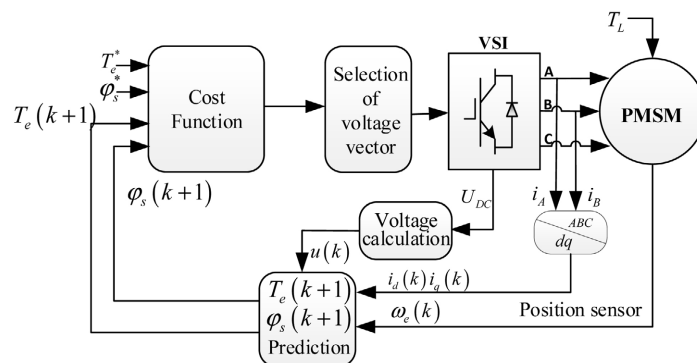 T_L
VSI
T_e^*
φ_s^*
T_e(k+1)
φ_s(k+1)
Cost
Function
Selection
of
voltage
vector
A
B
C
PMSM
U_DC
i_A
i_B
ABC
dq
Voltage
calculation
u(k)
i_d(k) i_q(k)
ω_e(k)
Position sensor
T_e(k+1)
φ_s(k+1)
Prediction